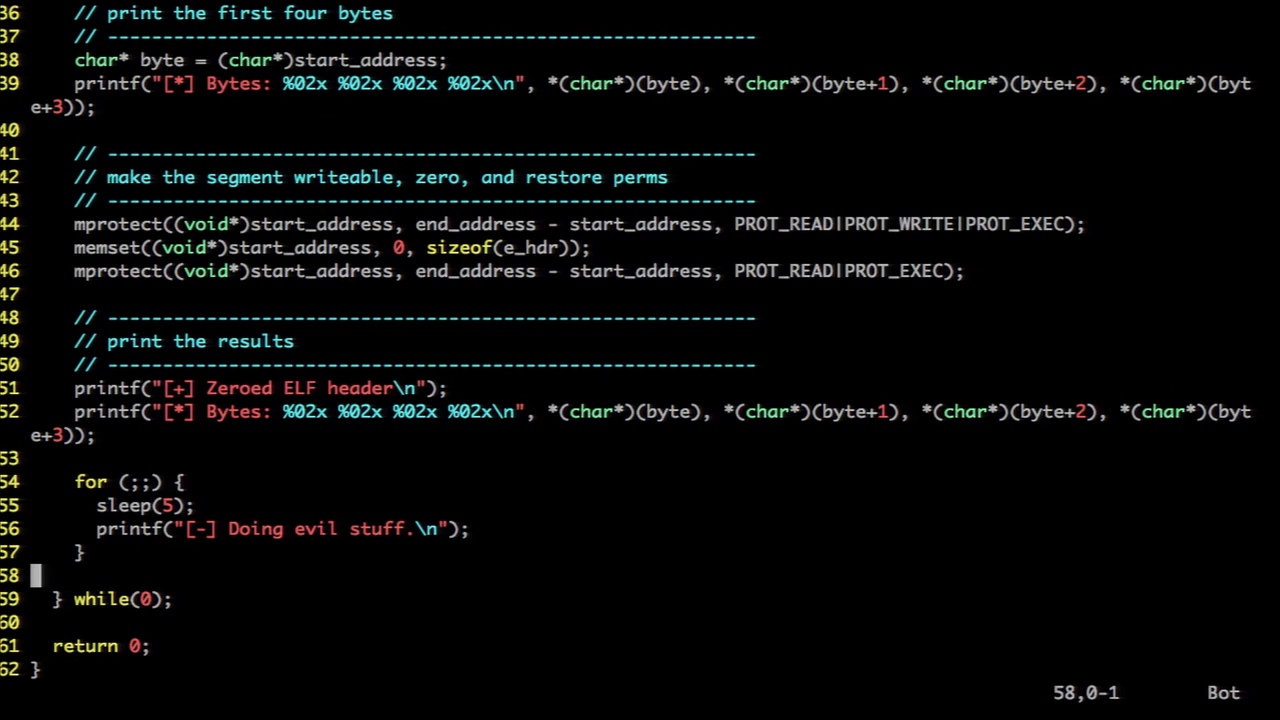 36     // print the first four bytes
37     // -----------------------------------------------------------
38     char* byte = (char*)start_address;
39     printf("[*] Bytes: %02x %02x %02x %02x\n", *(char*)(byte), *(char*)(byte+1), *(char*)(byte+2), *(char*)(byt
e+3));
40
41     // -----------------------------------------------------------
42     // make the segment writeable, zero, and restore perms
43     // -----------------------------------------------------------
44     mprotect((void*)start_address, end_address - start_address, PROT_READ|PROT_WRITE|PROT_EXEC);
45     memset((void*)start_address, 0, sizeof(e_hdr));
46     mprotect((void*)start_address, end_address - start_address, PROT_READ|PROT_EXEC);
47
48     // -----------------------------------------------------------
49     // print the results
50     // -----------------------------------------------------------
51     printf("[+] Zeroed ELF header\n");
52     printf("[*] Bytes: %02x %02x %02x %02x\n", *(char*)(byte), *(char*)(byte+1), *(char*)(byte+2), *(char*)(byt
e+3));
53
54     for (;;) {
55       sleep(5);
56       printf("[-] Doing evil stuff.\n");
57     }
58
59   } while(0);
60
61   return 0;
62 }
58,0-1 Bot